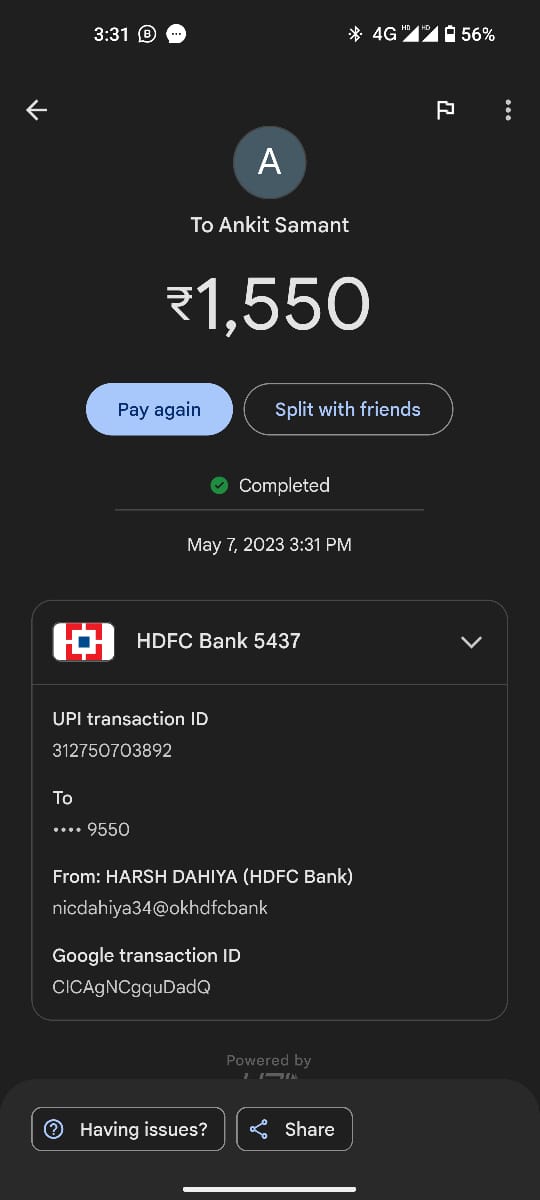 3:31
4G HD HD 56%
A
To Ankit Samant
₹1,550
Pay again
Split with friends
Completed
May 7, 2023 3:31 PM
HDFC Bank 5437
UPI transaction ID
312750703892
To
•••• 9550
From: HARSH DAHIYA (HDFC Bank)
nicdahiya34@okhdfcbank
Google transaction ID
CICAgNCgquDadQ
Powered by
Having issues?
Share